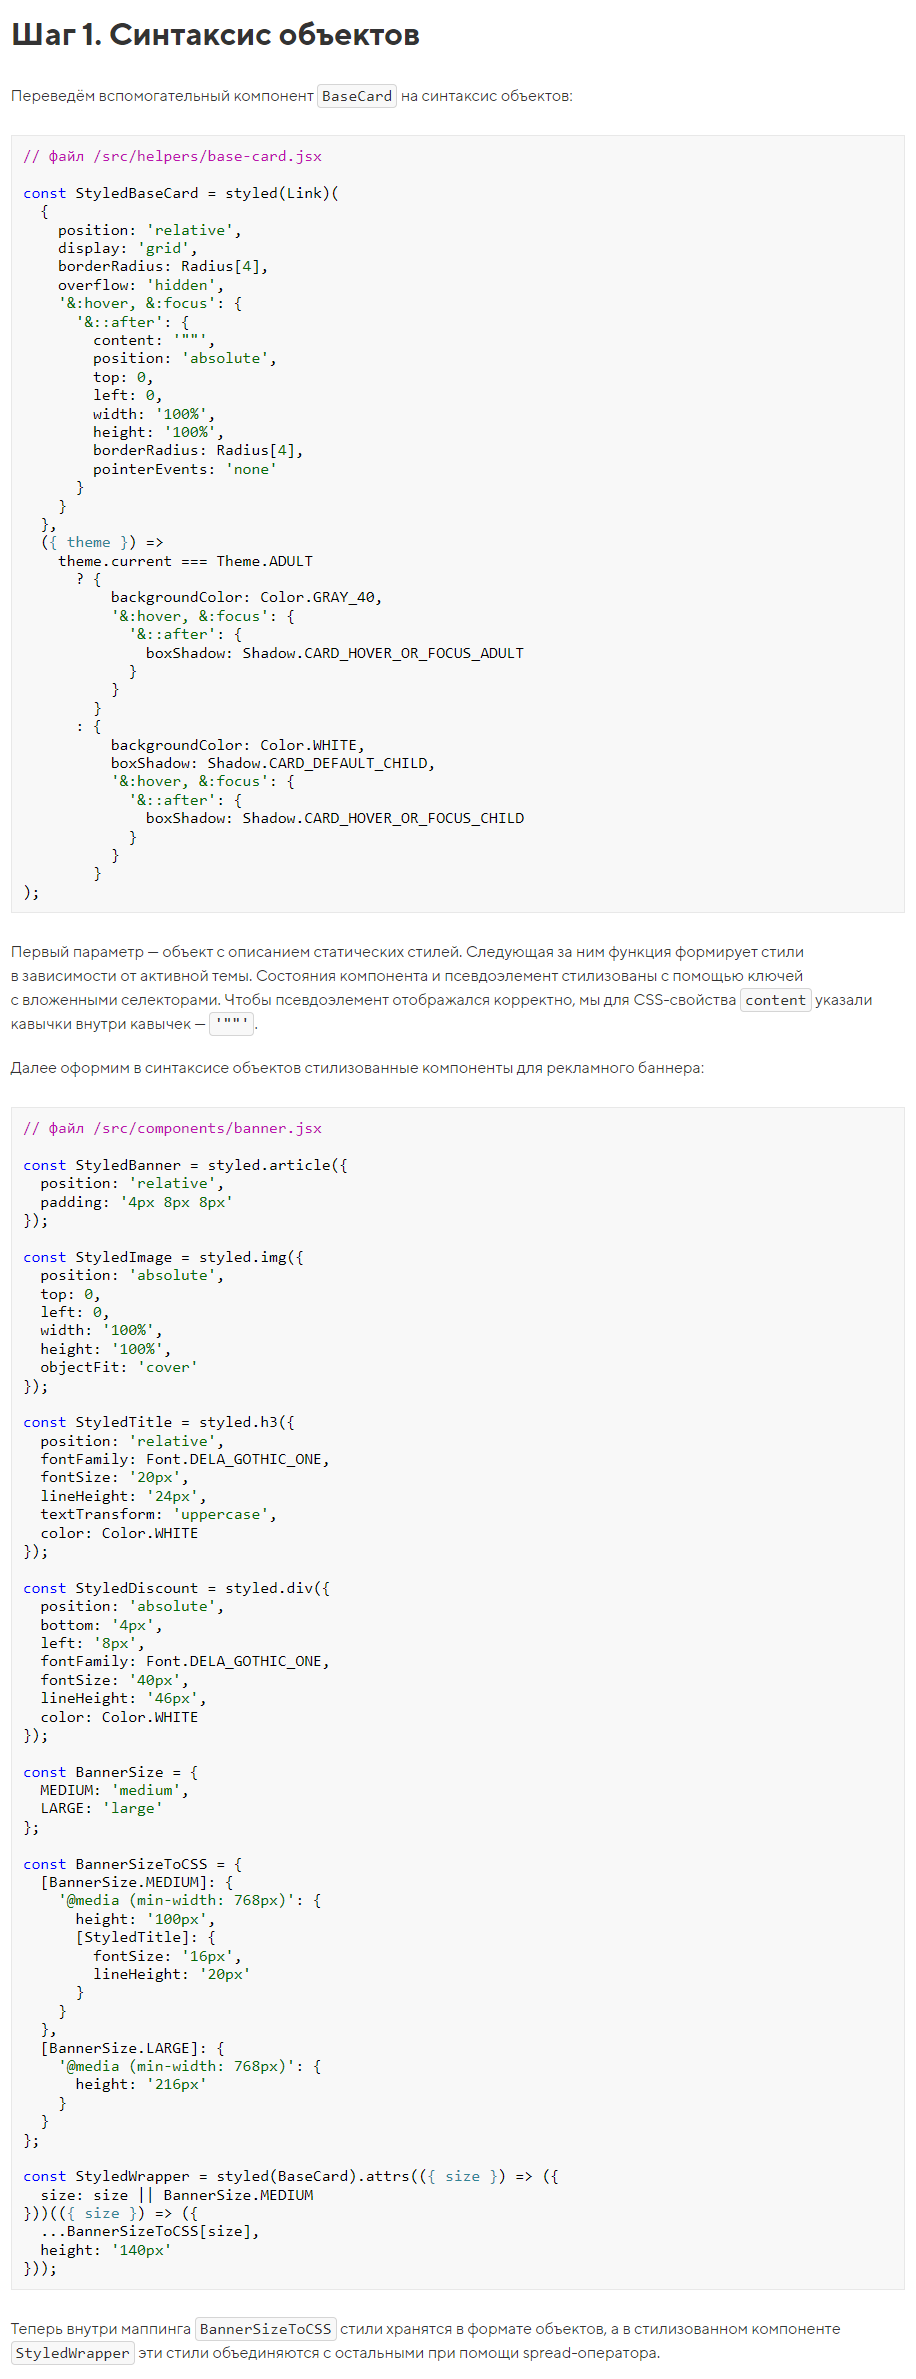 Шаг 1. Синтаксис объектов
Переведём вспомогательный компонент BaseCard на синтаксис объектов:
// файл /src/helpers/base-card.jsx
const StyledBaseCard = styled(Link)(
  {
    position: 'relative',
    display: 'grid',
    borderRadius: Radius[4],
    overflow: 'hidden',
    '&:hover, &:focus': {
      '&::after': {
        content: '""',
        position: 'absolute',
        top: 0,
        left: 0,
        width: '100%',
        height: '100%',
        borderRadius: Radius[4],
        pointerEvents: 'none'
      }
    }
  },
  ({ theme }) =>
    theme.current === Theme.ADULT
      ? {
          backgroundColor: Color.GRAY_40,
          '&:hover, &:focus': {
            '&::after': {
              boxShadow: Shadow.CARD_HOVER_OR_FOCUS_ADULT
            }
          }
        }
      : {
          backgroundColor: Color.WHITE,
          boxShadow: Shadow.CARD_DEFAULT_CHILD,
          '&:hover, &:focus': {
            '&::after': {
              boxShadow: Shadow.CARD_HOVER_OR_FOCUS_CHILD
            }
          }
        }
);
Первый параметр — объект с описанием статических стилей. Следующая за ним функция формирует стили
в зависимости от активной темы. Состояния компонента и псевдоэлемент стилизованы с помощью ключей
с вложенными селекторами. Чтобы псевдоэлемент отображался корректно, мы для CSS-свойства content указали
кавычки внутри кавычек — '""'.
Далее оформим в синтаксисе объектов стилизованные компоненты для рекламного баннера:
// файл /src/components/banner.jsx
const StyledBanner = styled.article({
  position: 'relative',
  padding: '4px 8px 8px'
});
const StyledImage = styled.img({
  position: 'absolute',
  top: 0,
  left: 0,
  width: '100%',
  height: '100%',
  objectFit: 'cover'
});
const StyledTitle = styled.h3({
  position: 'relative',
  fontFamily: Font.DELA_GOTHIC_ONE,
  fontSize: '20px',
  lineHeight: '24px',
  textTransform: 'uppercase',
  color: Color.WHITE
});
const StyledDiscount = styled.div({
  position: 'absolute',
  bottom: '4px',
  left: '8px',
  fontFamily: Font.DELA_GOTHIC_ONE,
  fontSize: '40px',
  lineHeight: '46px',
  color: Color.WHITE
});
const BannerSize = {
  MEDIUM: 'medium',
  LARGE: 'large'
};
const BannerSizeToCSS = {
  [BannerSize.MEDIUM]: {
    '@media (min-width: 768px)': {
      height: '100px',
      [StyledTitle]: {
        fontSize: '16px',
        lineHeight: '20px'
      }
    }
  },
  [BannerSize.LARGE]: {
    '@media (min-width: 768px)': {
      height: '216px'
    }
  }
};
const StyledWrapper = styled(BaseCard).attrs(({ size }) => ({
  size: size || BannerSize.MEDIUM
}))(({ size }) => ({
  ...BannerSizeToCSS[size],
  height: '140px'
}));
Теперь внутри маппинга BannerSizeToCSS стили хранятся в формате объектов, а в стилизованном компоненте
StyledWrapper эти стили объединяются с остальными при помощи spread-оператора.